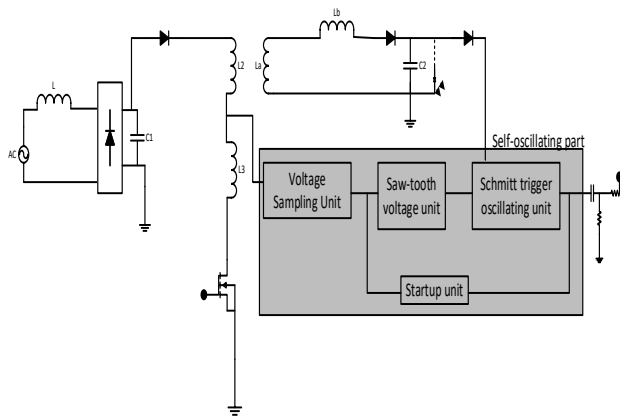 Lb
L2
La
C2
L
C1
AC
L3
Self-oscillating part
Voltage
Sampling Unit
Saw-tooth
voltage unit
Schmitt trigger
oscillating unit
Startup unit